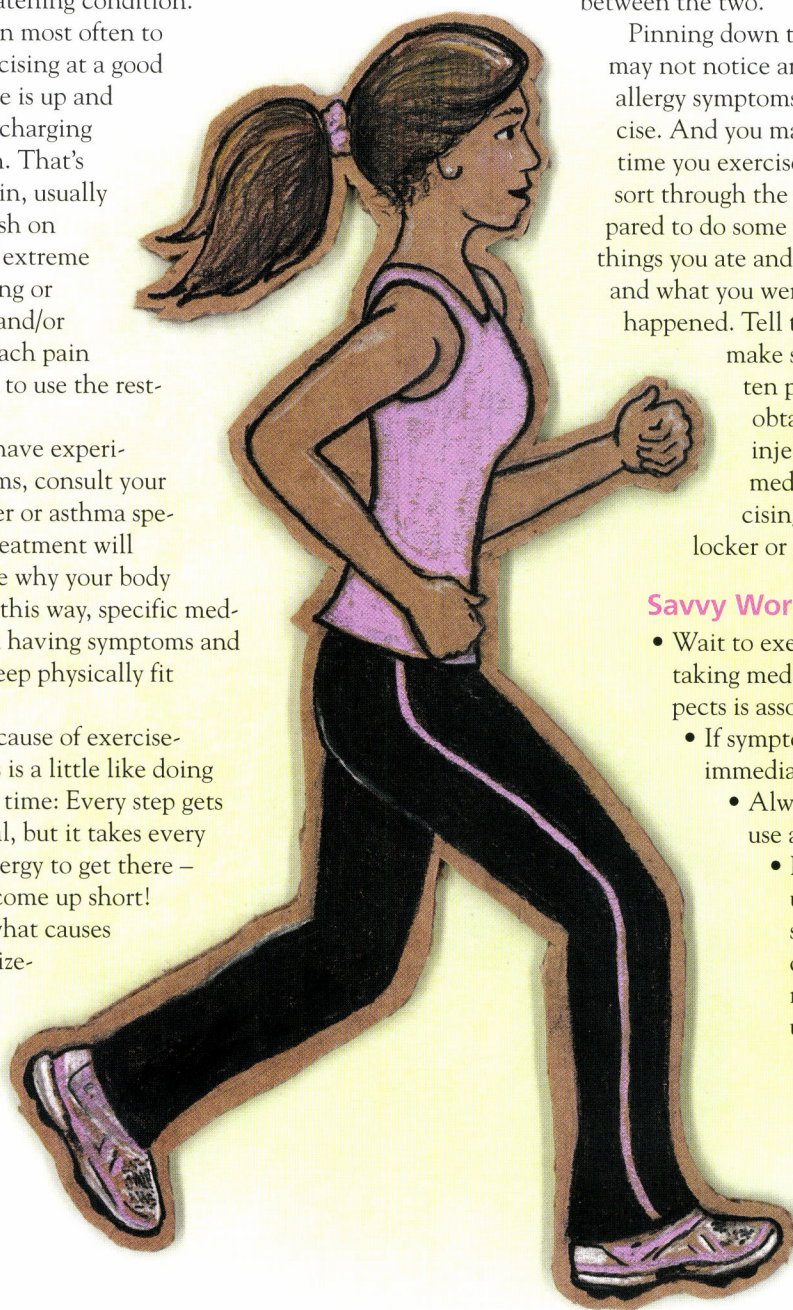 condition.
n most often to
cising at a good
e is up and
charging
That's
in, usually
sh on
extreme
ng or
and/or
ach pain
to use the rest-
have experi-
ms, consult your
er or asthma spe-
eatment will
e why your body
this way, specific med-
having symptoms and
eep physically fit
cause of exercise-
is a little like doing
time: Every step gets
l, but it takes every
ergy to get there –
come up short!
what causes
ize-
between the two.
Pinning down t
may not notice an
allergy symptoms
cise. And you ma
time you exercise
sort through the
pared to do some
things you ate and
and what you wer
happened. Tell t
make s
ten p
obta
inje
med
cising
locker or
Savvy Wor
• Wait to exe
taking med
pects is asso
• If sympto
immedia
• Alw
use a
•